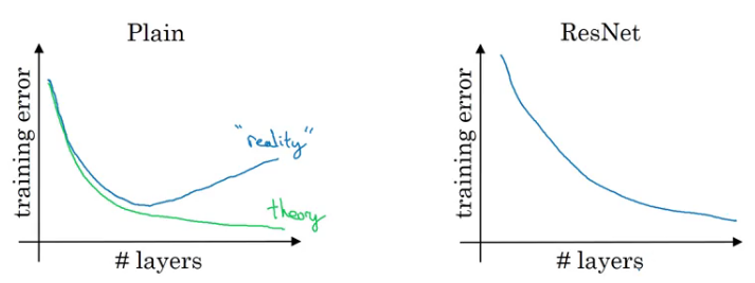 Plain
training error
"reality"
theory
# layers
ResNet
training error
# layers